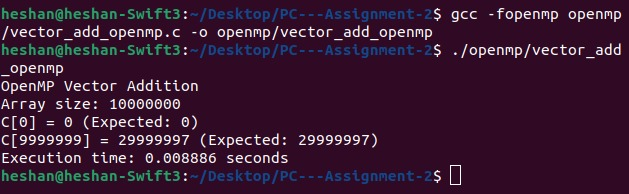 heshan@heshan-Swift3:~/Desktop/PC---Assignment-2$ gcc -fopenmp openmp
/vector_add_openmp.c -o openmp/vector_add_openmp
heshan@heshan-Swift3:~/Desktop/PC---Assignment-2$ ./openmp/vector_add
_openmp
OpenMP Vector Addition
Array size: 10000000
C[0] = 0 (Expected: 0)
C[9999999] = 29999997 (Expected: 29999997)
Execution time: 0.008886 seconds
heshan@heshan-Swift3:~/Desktop/PC---Assignment-2$